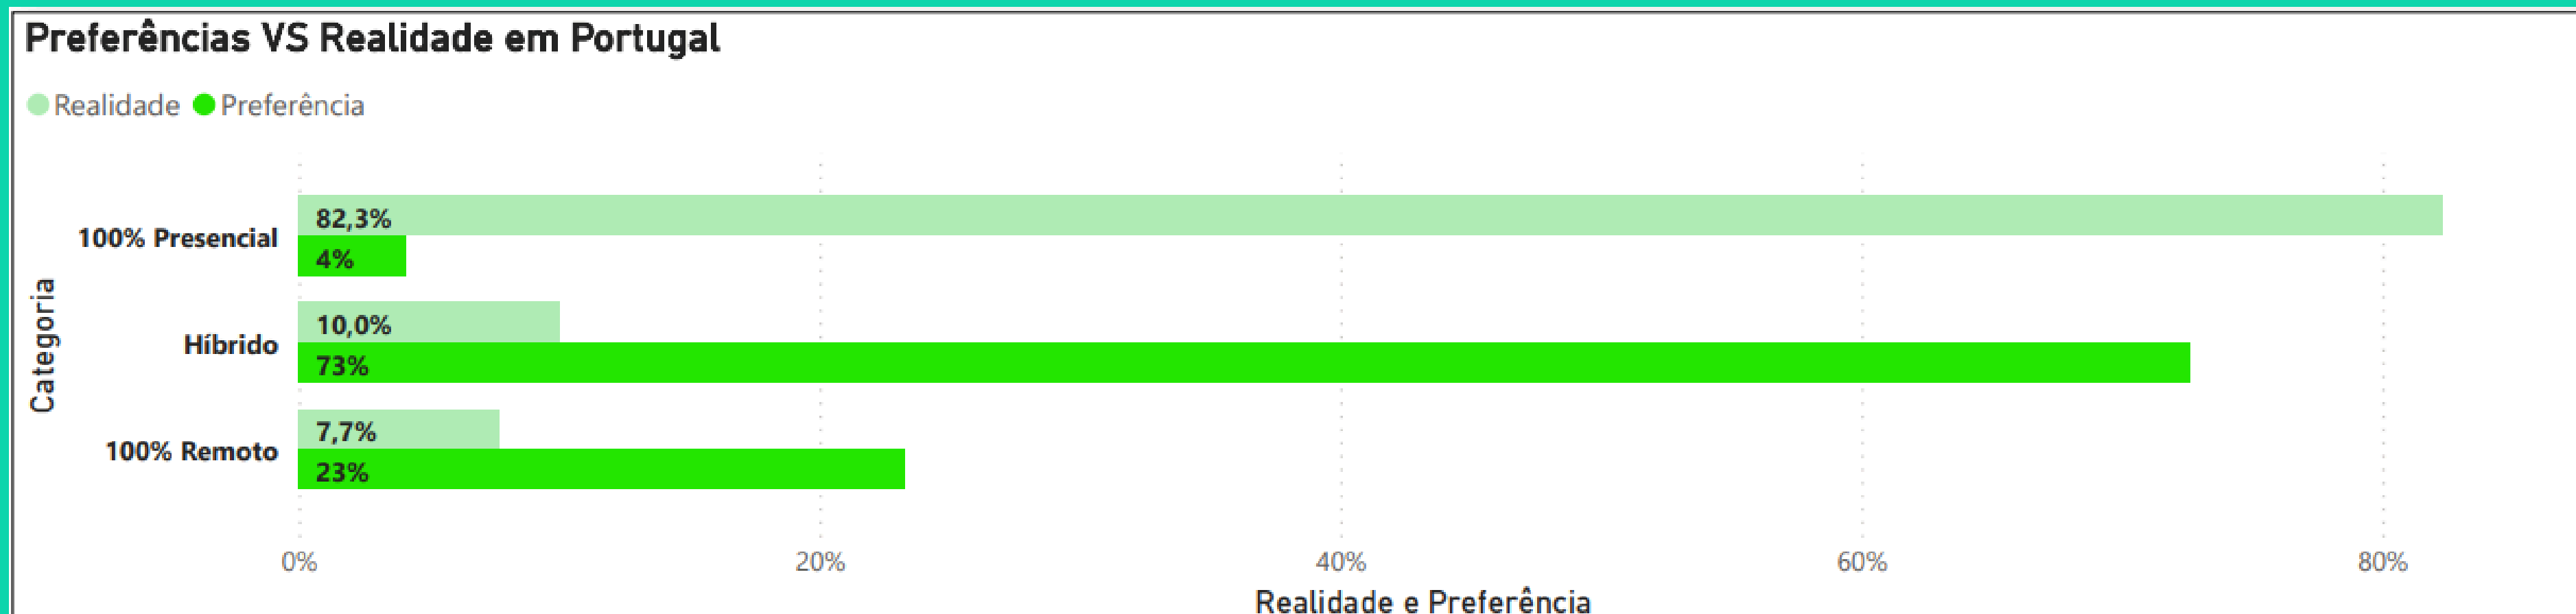 Preferências VS Realidade em Portugal
Realidade Preferência
Categoria
100% Presencial
82,3%
4%
Híbrido
10,0%
73%
100% Remoto
7,7%
23%
0% 20% 40% 60% 80%
Realidade e Preferência